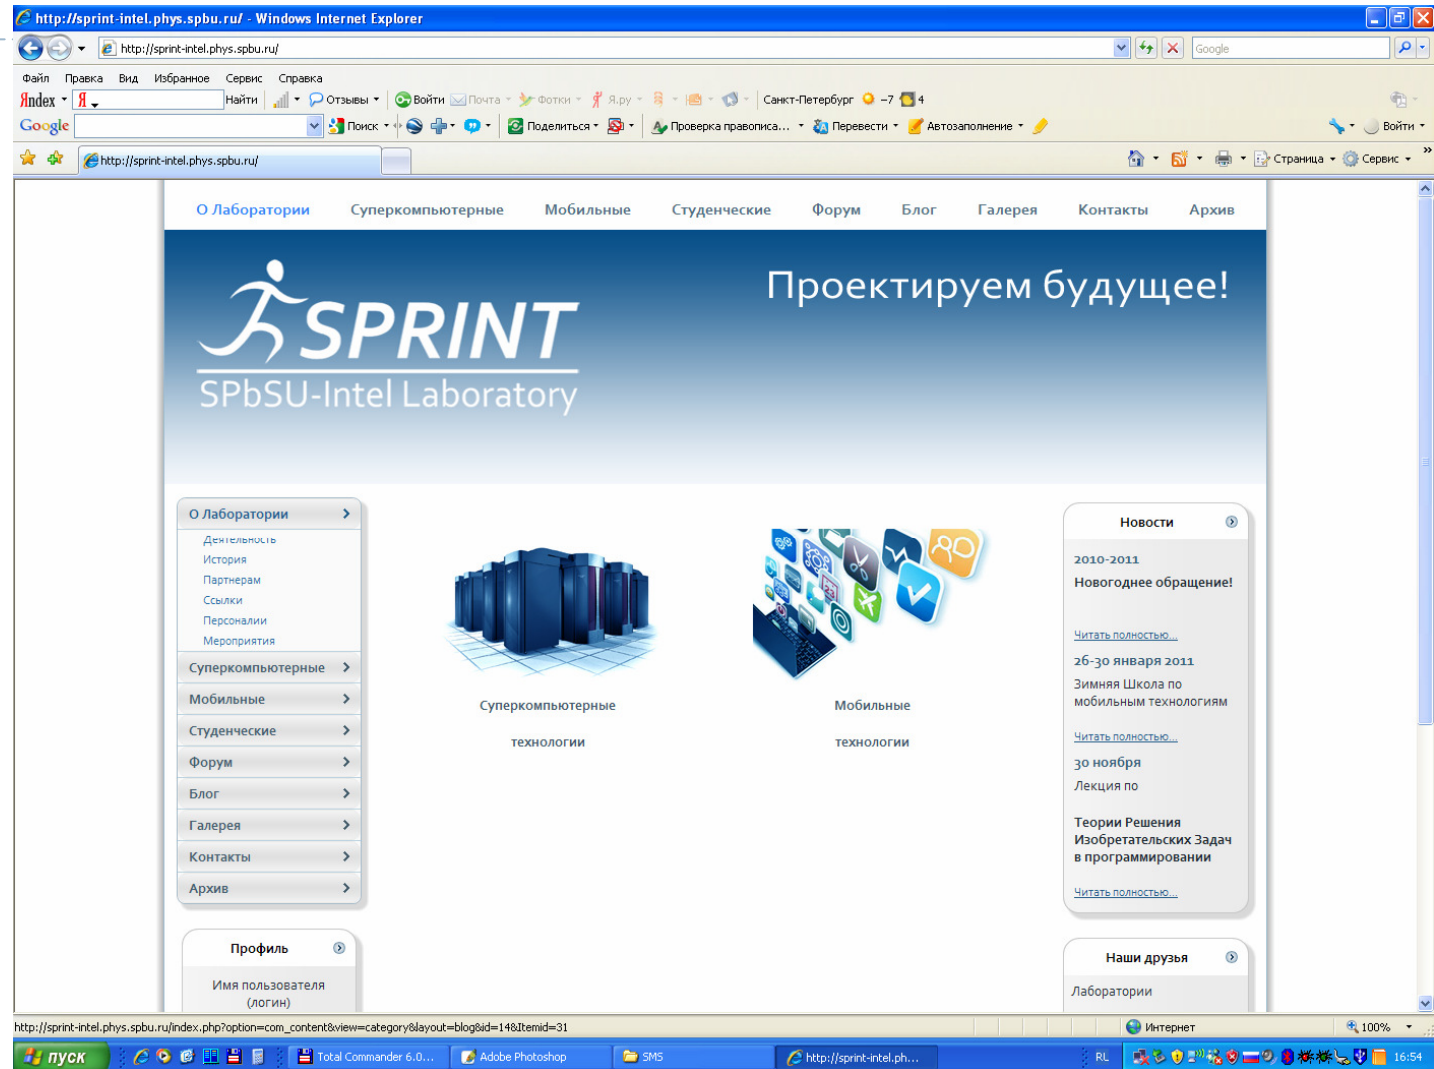 http://sprint-intel.phys.spbu.ru/ - Windows Internet Explorer
http://sprint-intel.phys.spbu.ru/
Google
Файл Правка Вид Избранное Сервис Справка
Яndex Я Найти Отзывы Войти Почта Фотки Я.ру Санкт-Петербург −7 4
Google Поиск Поделиться Проверка правописа... Перевести Автозаполнение Войти
http://sprint-intel.phys.spbu.ru/ Страница Сервис »
О Лаборатории Суперкомпьютерные Мобильные Студенческие Форум Блог Галерея Контакты Архив
Проектируем будущее!
SPRINT
SPbSU-Intel Laboratory
О Лаборатории
Деятельность
История
Партнерам
Ссылки
Персоналии
Мероприятия
Суперкомпьютерные
Мобильные
Студенческие
Форум
Блог
Галерея
Контакты
Архив
Профиль
Имя пользователя
(логин)
23
Суперкомпьютерные
технологии
Мобильные
технологии
Новости
2010-2011
Новогоднее обращение!
Читать полностью...
26-30 января 2011
Зимняя Школа по
мобильным технологиям
Читать полностью...
30 ноября
Лекция по
Теории Решения
Изобретательских Задач
в программировании
Читать полностью...
Наши друзья
Лаборатории
http://sprint-intel.phys.spbu.ru/index.php?option=com_content&view=category&layout=blog&id=14&Itemid=31
Интернет
100%
пуск
Total Commander 6.0...
Adobe Photoshop
SMS
http://sprint-intel.ph...
RL
16:54